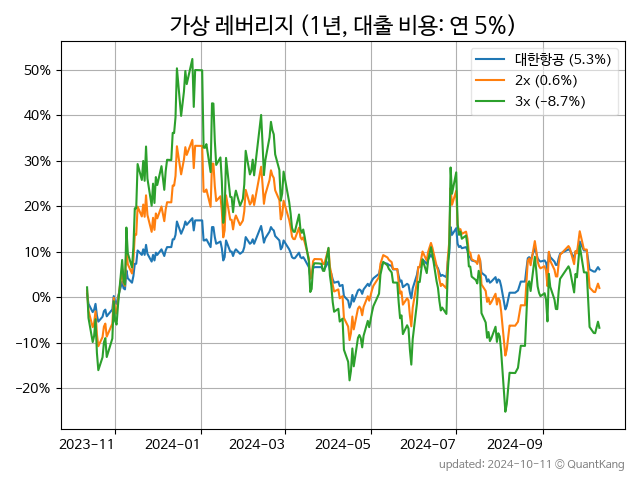 가상 레버리지 (1년, 대출 비용: 연 5%)
대한항공 (5.3%)
2x (0.6%)
3x (−8.7%)
50%
40%
30%
20%
10%
0%
−10%
−20%
2023-11
2024-01
2024-03
2024-05
2024-07
2024-09
updated: 2024-10-11 © QuantKang